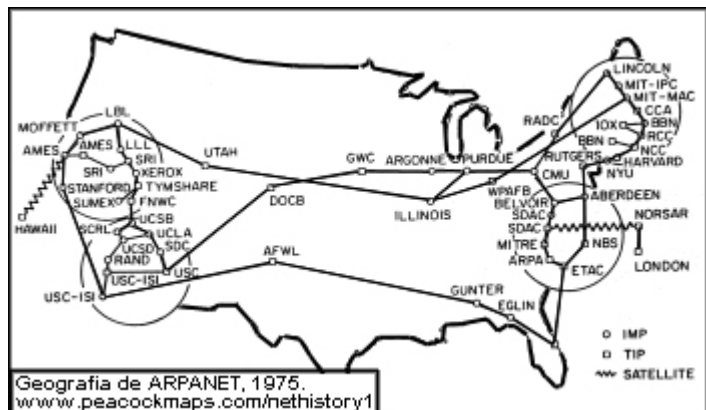 LBL
MOFFETT
AMES
AMES
LLL
SRI
SRI
XEROX
TYMSHARE
STANFORD
SUMEX
FNWC
HAWAII
UCSB
SCRL
UCLA
UCSD
SDC
RAND
USC-ISI
USC
USC-ISI
UTAH
GWC
DOCB
AFWL
ARGONNE
PURDUE
ILLINOIS
WPAFB
GUNTER
EGLIN
RADC
LINCOLN
MIT-IPC
MIT-MAC
CCA
IOX
BBN
RCC
BBN
NCC
RUTGERS
HARVARD
NYU
CMU
BELVOIR
ABERDEEN
SDAC
SDAC
NORSAR
MITRE
NBS
ARPA
LONDON
ETAC
IMP
TIP
SATELLITE
Geografia de ARPANET, 1975.
www.peacockmaps.com/nethistory1